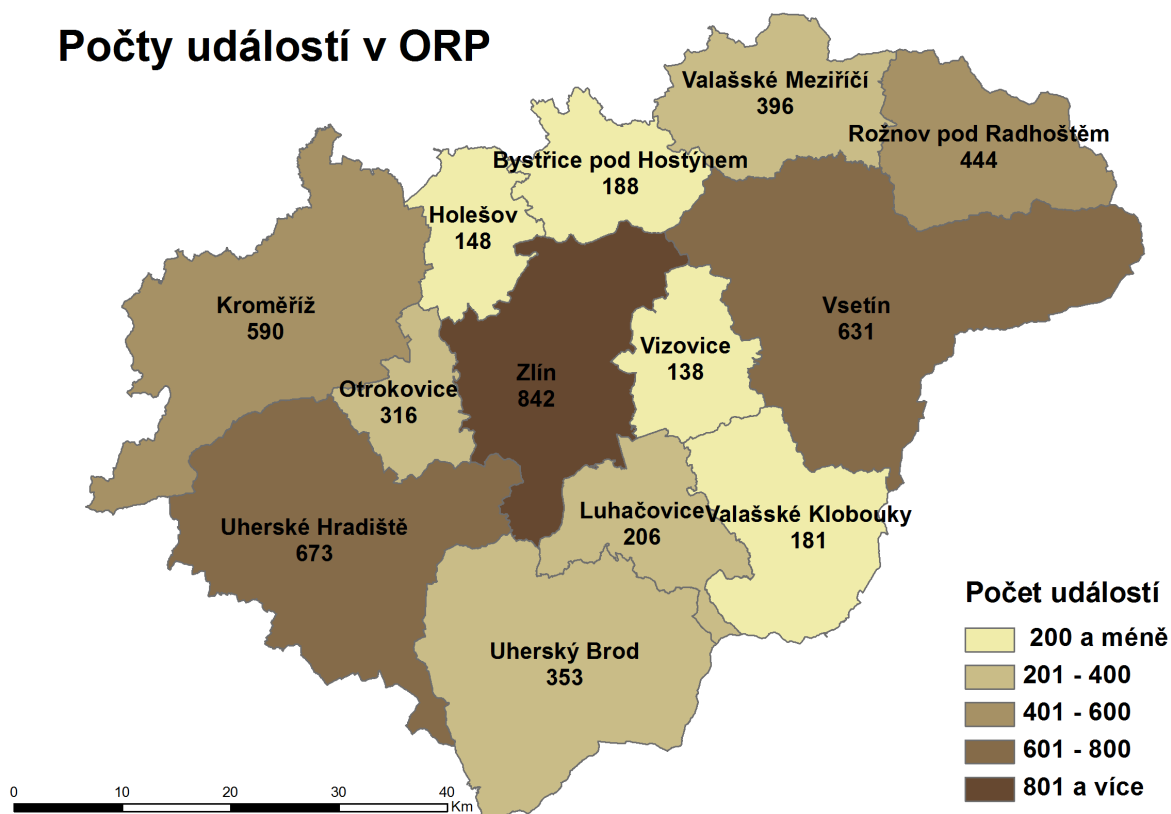 Počty událostí v ORP
Valašské Meziříčí
396
Rožnov pod Radhoštěm
444
Bystřice pod Hostýnem
188
Holešov
148
Kroměříž
590
Vsetín
631
Vizovice
138
Zlín
842
Otrokovice
316
Luhačovice
206
Valašské Klobouky
181
Uherské Hradiště
673
Uherský Brod
353
Počet událostí
200 a méně
201 - 400
401 - 600
601 - 800
801 a více
0 10 20 30 40
Km